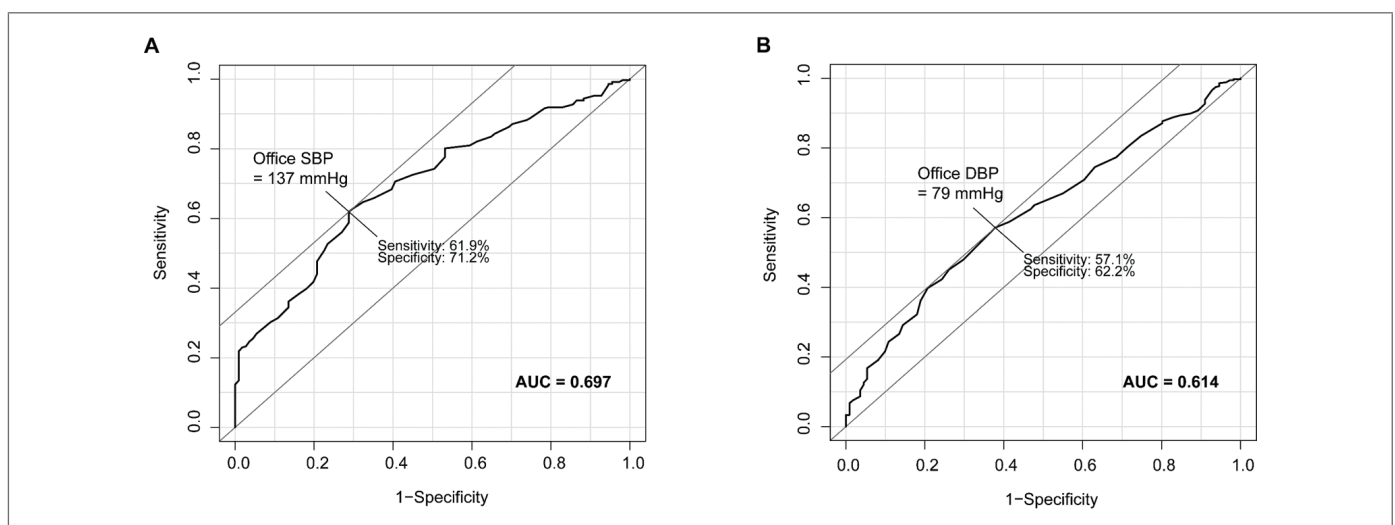 A
1.0
0.8
0.6
0.4
0.2
0.0
Sensitivity
Office SBP
= 137 mmHg
Sensitivity: 61.9%
Specificity: 71.2%
AUC = 0.697
0.0 0.2 0.4 0.6 0.8 1.0
1−Specificity
B
1.0
0.8
0.6
0.4
0.2
0.0
Sensitivity
Office DBP
= 79 mmHg
Sensitivity: 57.1%
Specificity: 62.2%
AUC = 0.614
0.0 0.2 0.4 0.6 0.8 1.0
1−Specificity